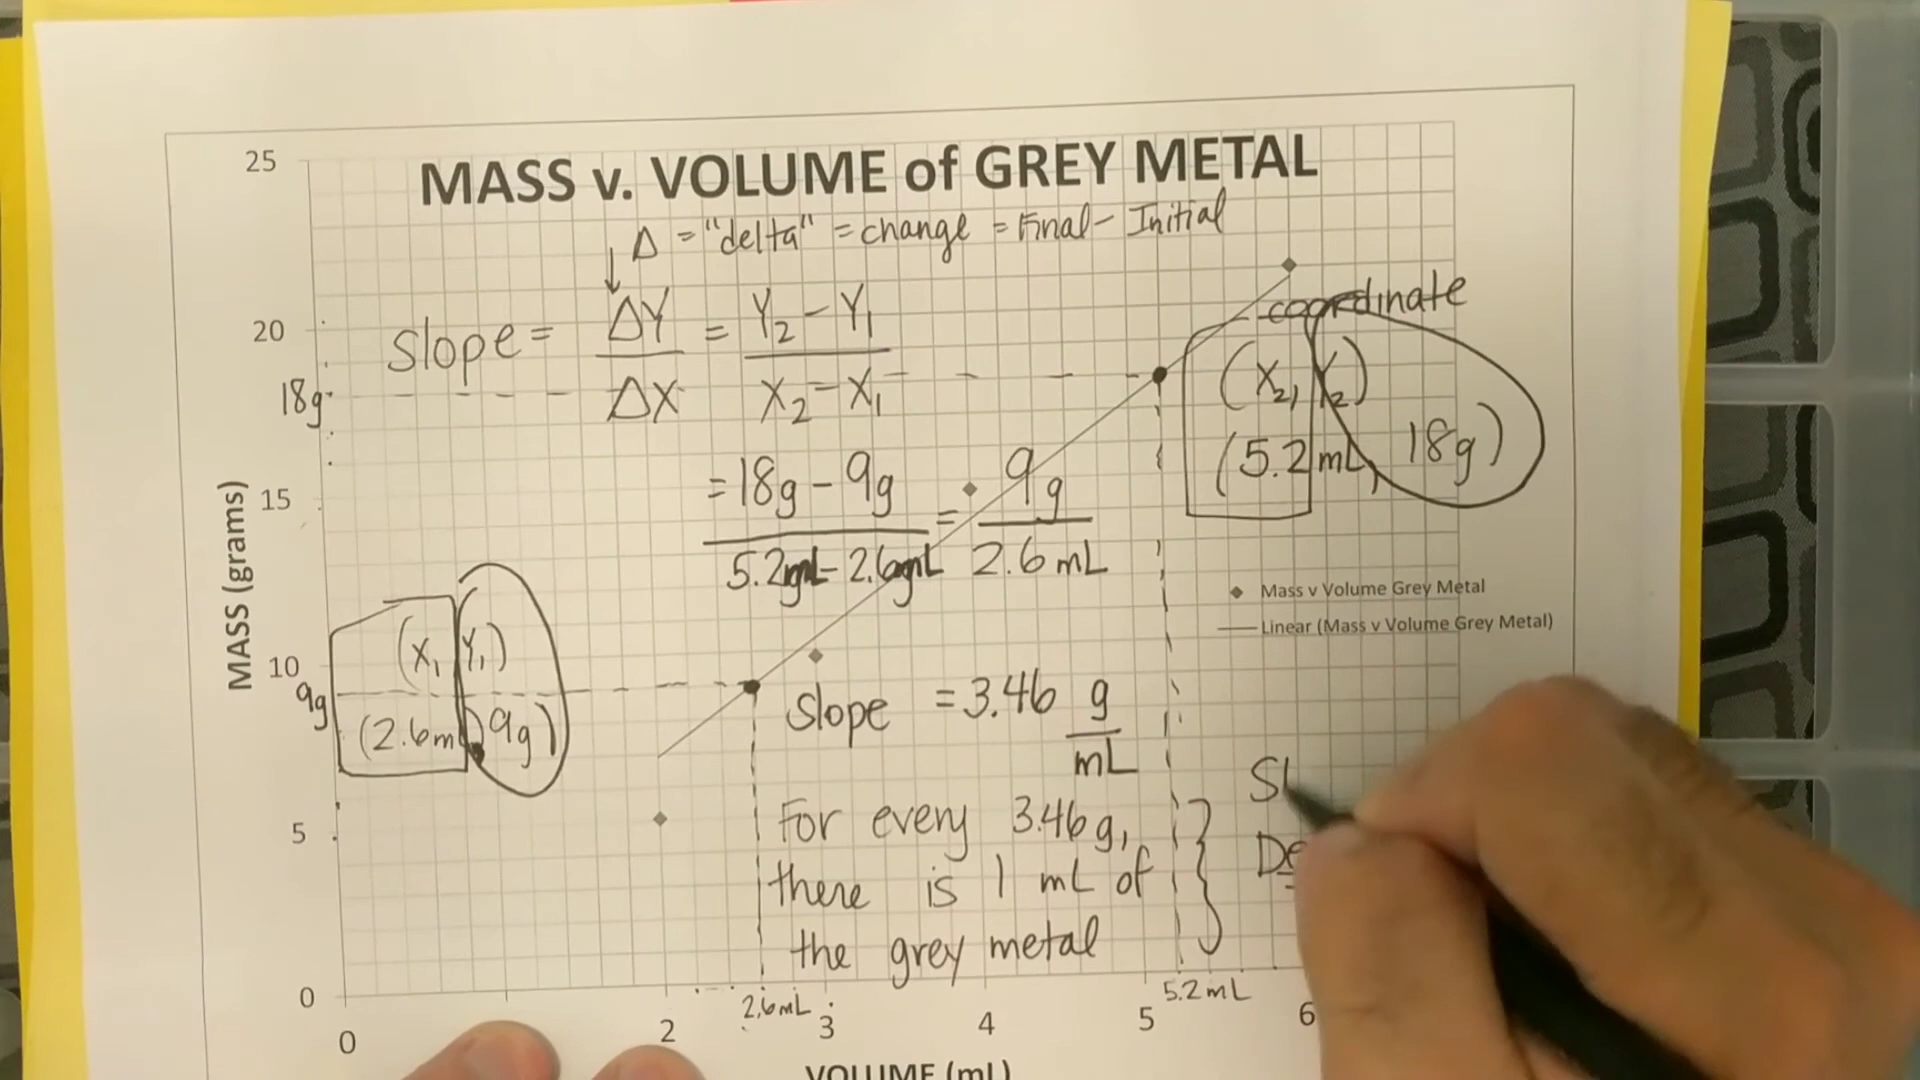 MASS v. VOLUME of GREY METAL
Δ = "delta" = change = Final - Initial
coordinate
Slope = ΔY / ΔX = Y2 - Y1 / X2 - X1
(X2, Y2)
(5.2 mL, 18g)
= 18g - 9g / 5.2mL - 2.6mL = 9g / 2.6 mL
Mass v Volume Grey Metal
Linear (Mass v Volume Grey Metal)
(X1, Y1)
(2.6mL, 9g)
slope = 3.46 g / mL
For every 3.46g,
there is 1 mL of
the grey metal
MASS (grams)
25
20
18g
15
10
9g
5
0
0
2
2.6mL
3
4
5
5.2 mL
6
VOLUME (mL)